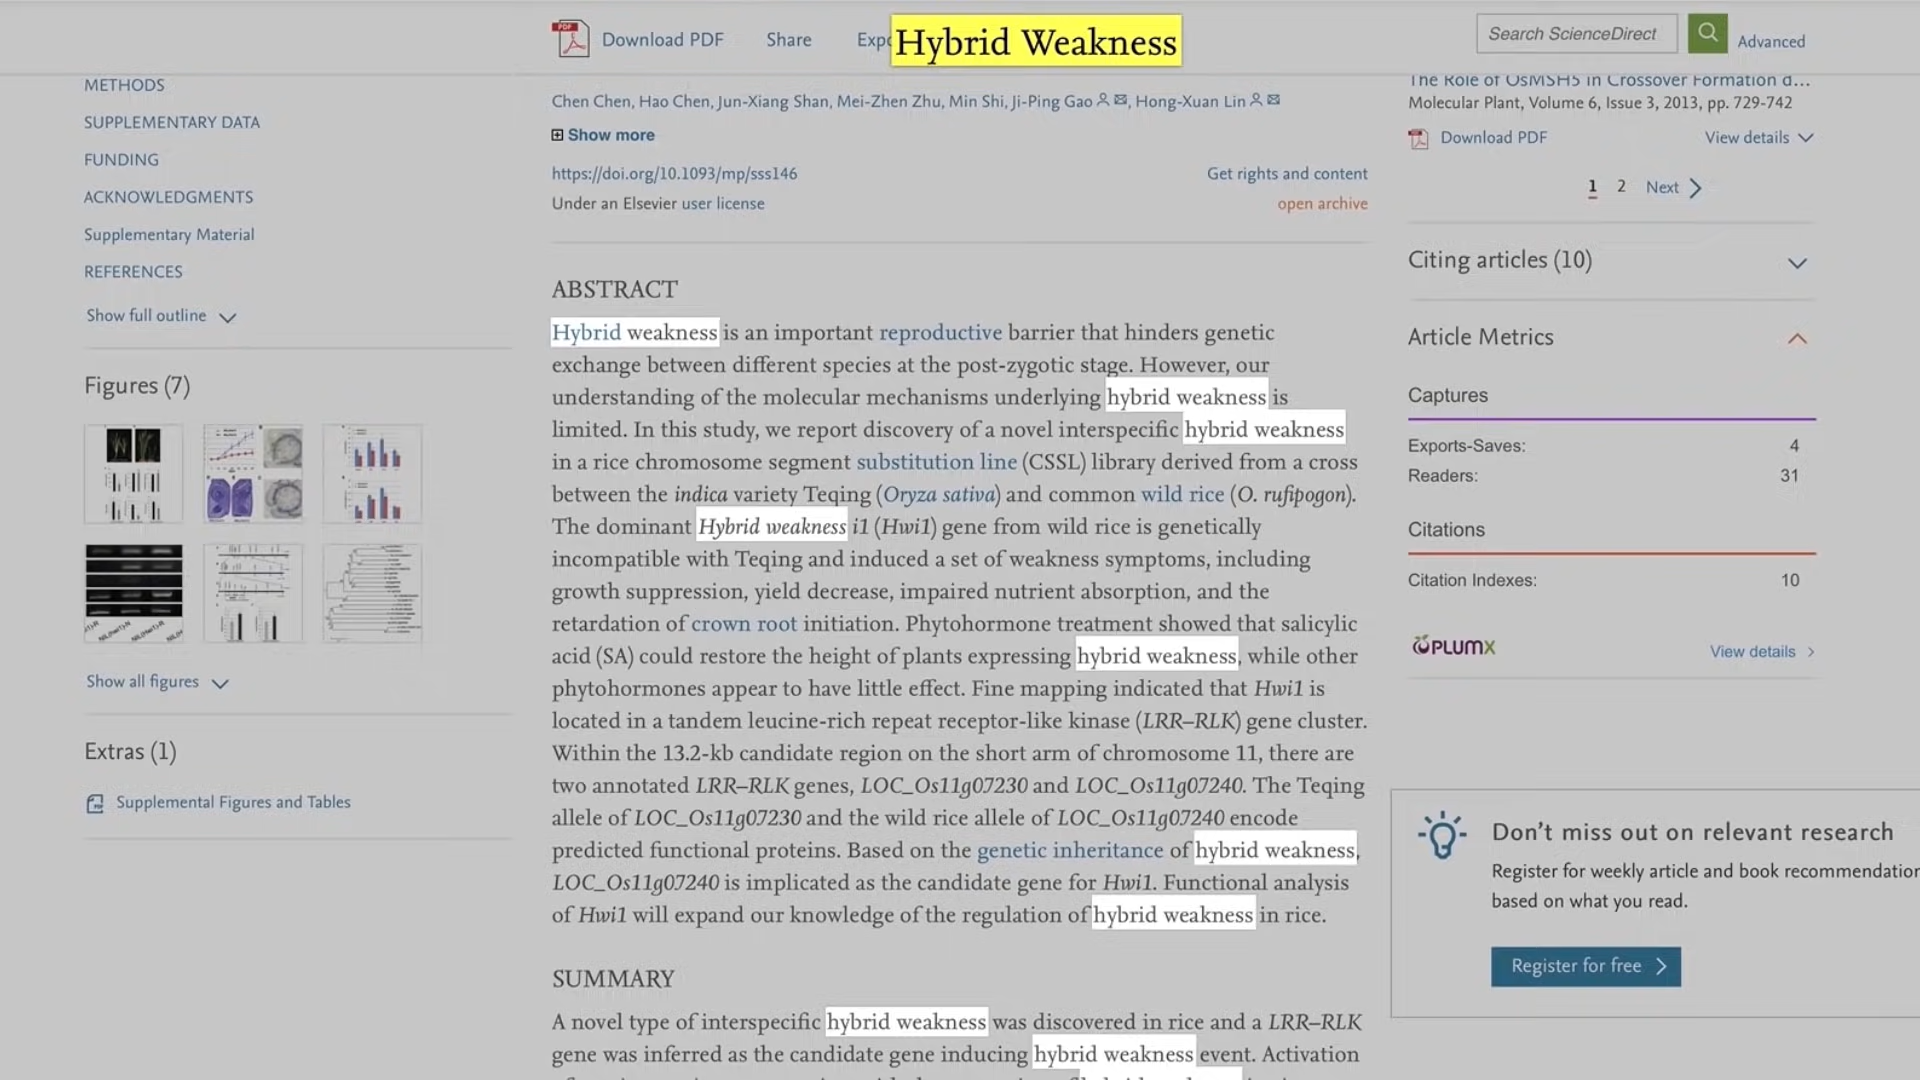 Download PDF
Share
Expo
Hybrid Weakness
Search ScienceDirect
Advanced
METHODS
SUPPLEMENTARY DATA
FUNDING
ACKNOWLEDGMENTS
Supplementary Material
REFERENCES
Show full outline
Figures (7)
Show all figures
Extras (1)
Supplemental Figures and Tables
Chen Chen, Hao Chen, Jun-Xiang Shan, Mei-Zhen Zhu, Min Shi, Ji-Ping Gao, Hong-Xuan Lin
Show more
https://doi.org/10.1093/mp/sss146
Get rights and content
Under an Elsevier user license
open archive
ABSTRACT
Hybrid weakness is an important reproductive barrier that hinders genetic
exchange between different species at the post-zygotic stage. However, our
understanding of the molecular mechanisms underlying hybrid weakness is
limited. In this study, we report discovery of a novel interspecific hybrid weakness
in a rice chromosome segment substitution line (CSSL) library derived from a cross
between the indica variety Teqing (Oryza sativa) and common wild rice (O. rufipogon).
The dominant Hybrid weakness i1 (Hwi1) gene from wild rice is genetically
incompatible with Teqing and induced a set of weakness symptoms, including
growth suppression, yield decrease, impaired nutrient absorption, and the
retardation of crown root initiation. Phytohormone treatment showed that salicylic
acid (SA) could restore the height of plants expressing hybrid weakness, while other
phytohormones appear to have little effect. Fine mapping indicated that Hwi1 is
located in a tandem leucine-rich repeat receptor-like kinase (LRR–RLK) gene cluster.
Within the 13.2-kb candidate region on the short arm of chromosome 11, there are
two annotated LRR–RLK genes, LOC_Os11g07230 and LOC_Os11g07240. The Teqing
allele of LOC_Os11g07230 and the wild rice allele of LOC_Os11g07240 encode
predicted functional proteins. Based on the genetic inheritance of hybrid weakness,
LOC_Os11g07240 is implicated as the candidate gene for Hwi1. Functional analysis
of Hwi1 will expand our knowledge of the regulation of hybrid weakness in rice.
SUMMARY
A novel type of interspecific hybrid weakness was discovered in rice and a LRR–RLK
gene was inferred as the candidate gene inducing hybrid weakness event. Activation
The Role of OsMSH5 in Crossover Formation d...
Molecular Plant, Volume 6, Issue 3, 2013, pp. 729-742
Download PDF
View details
1 2 Next
Citing articles (10)
Article Metrics
Captures
Exports-Saves: 4
Readers: 31
Citations
Citation Indexes: 10
PLUMX
View details
Don't miss out on relevant research
Register for weekly article and book recommendation
based on what you read.
Register for free